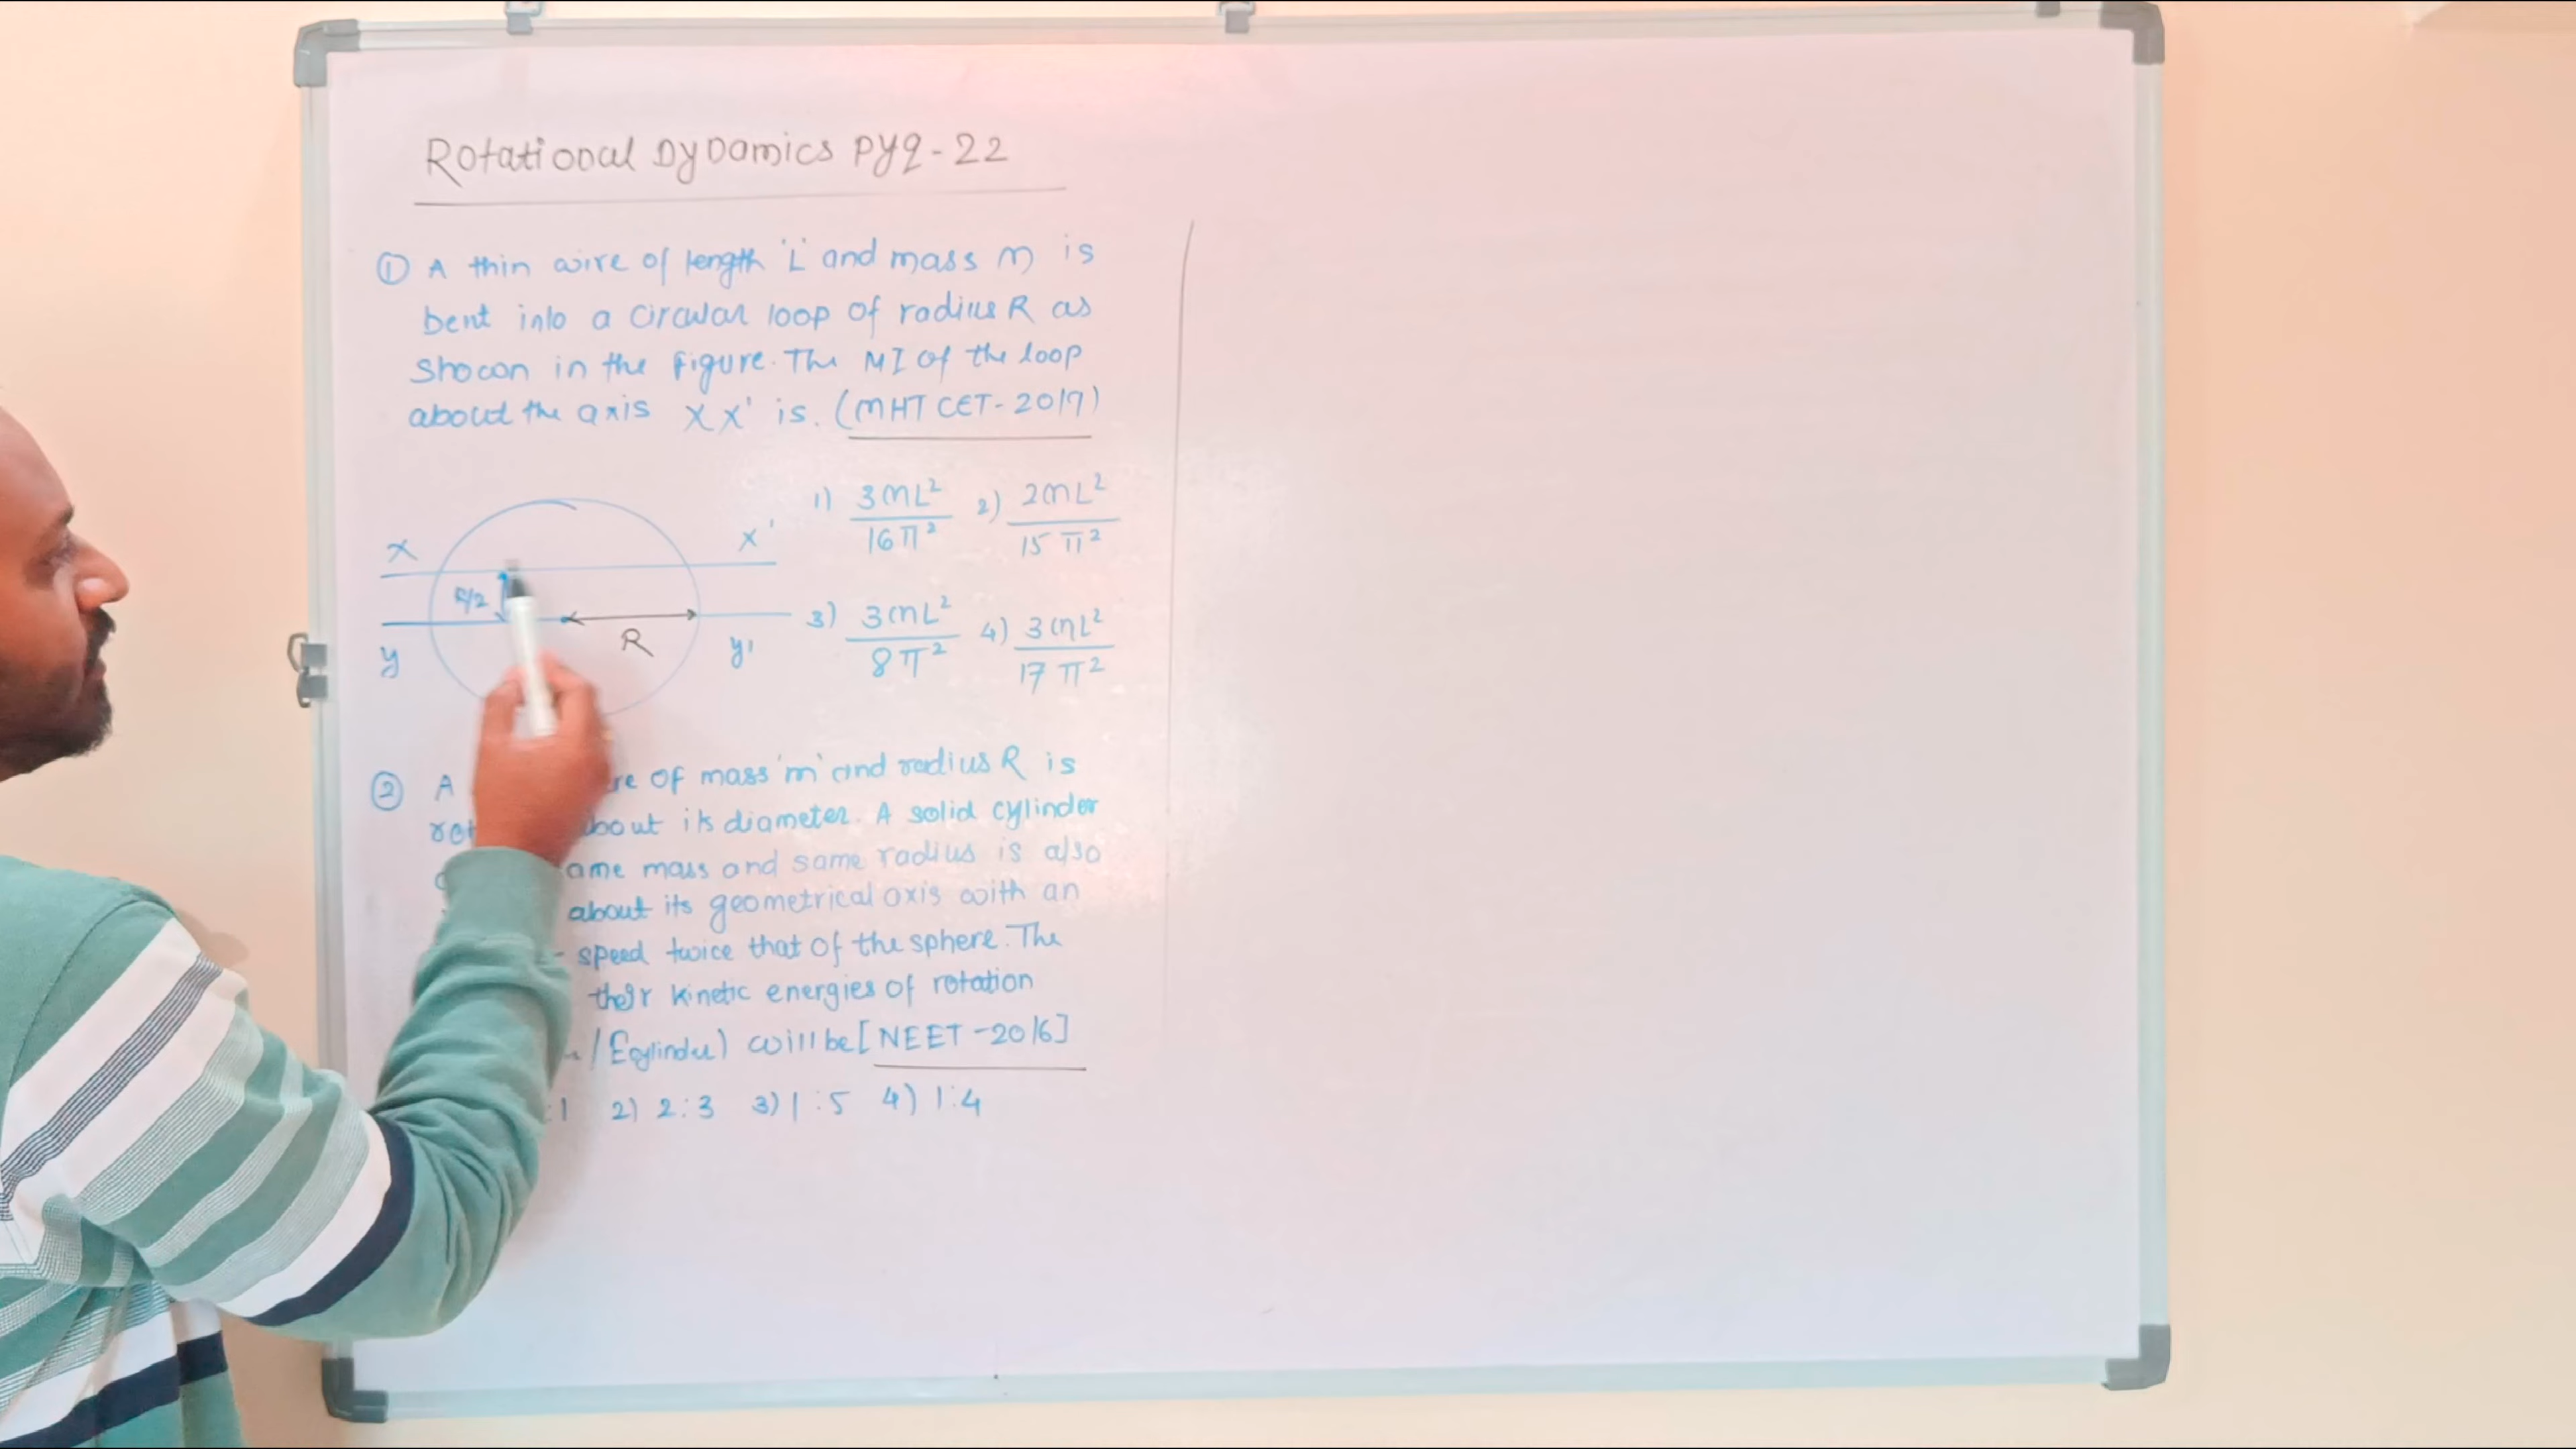 Rotational Dynamics PYQ-22
① A thin wire of length 'L' and mass m is
bent into a circular loop of radius R as
shown in the figure. The MI of the loop
about the axis XX' is. (MHT CET-2017)
1) 3mL²/16π² 2) 2mL²/15π²
X X'
R/2
3) 3mL²/8π² 4) 3mL²/17π²
R
y y'
② A of mass 'm' and radius R is
about its diameter. A solid cylinder
ame mass and same radius is also
about its geometrical axis with an
speed twice that of the sphere. The
their kinetic energies of rotation
/Ecylinder) will be [NEET-2016]
:1 2) 2:3 3) 1:5 4) 1:4